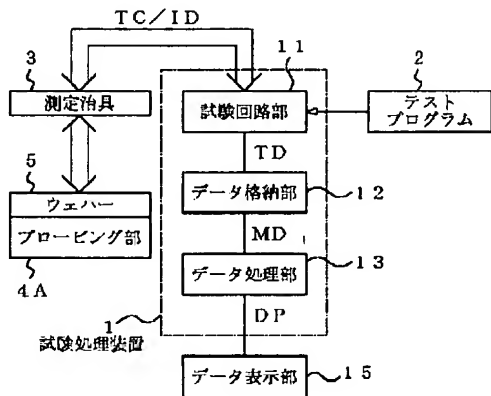 TC/ID
3
11
2
測定治具
試験回路部
テスト
プログラム
TD
5
ウェハー
プロービング部
4A
データ格納部
12
MD
データ処理部
13
1
DP
試験処理装置
データ表示部
15